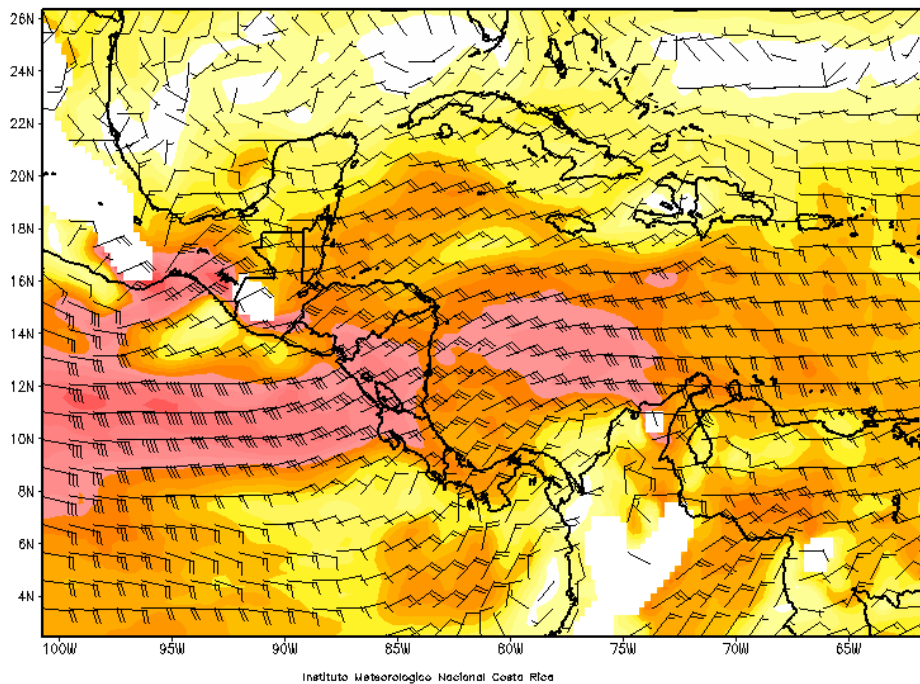 26N
24N
22N
20N
18N
16N
14N
12N
10N
8N
6N
4N
100W 95W 90W 85W 80W 75W 70W 65W
Instituto Meteorologico Nacional Costa Rica